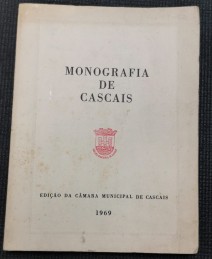 MONOGRAFIA
DE
CASCAIS
EDIÇÃO DA CÂMARA MUNICIPAL DE CASCAIS
1969